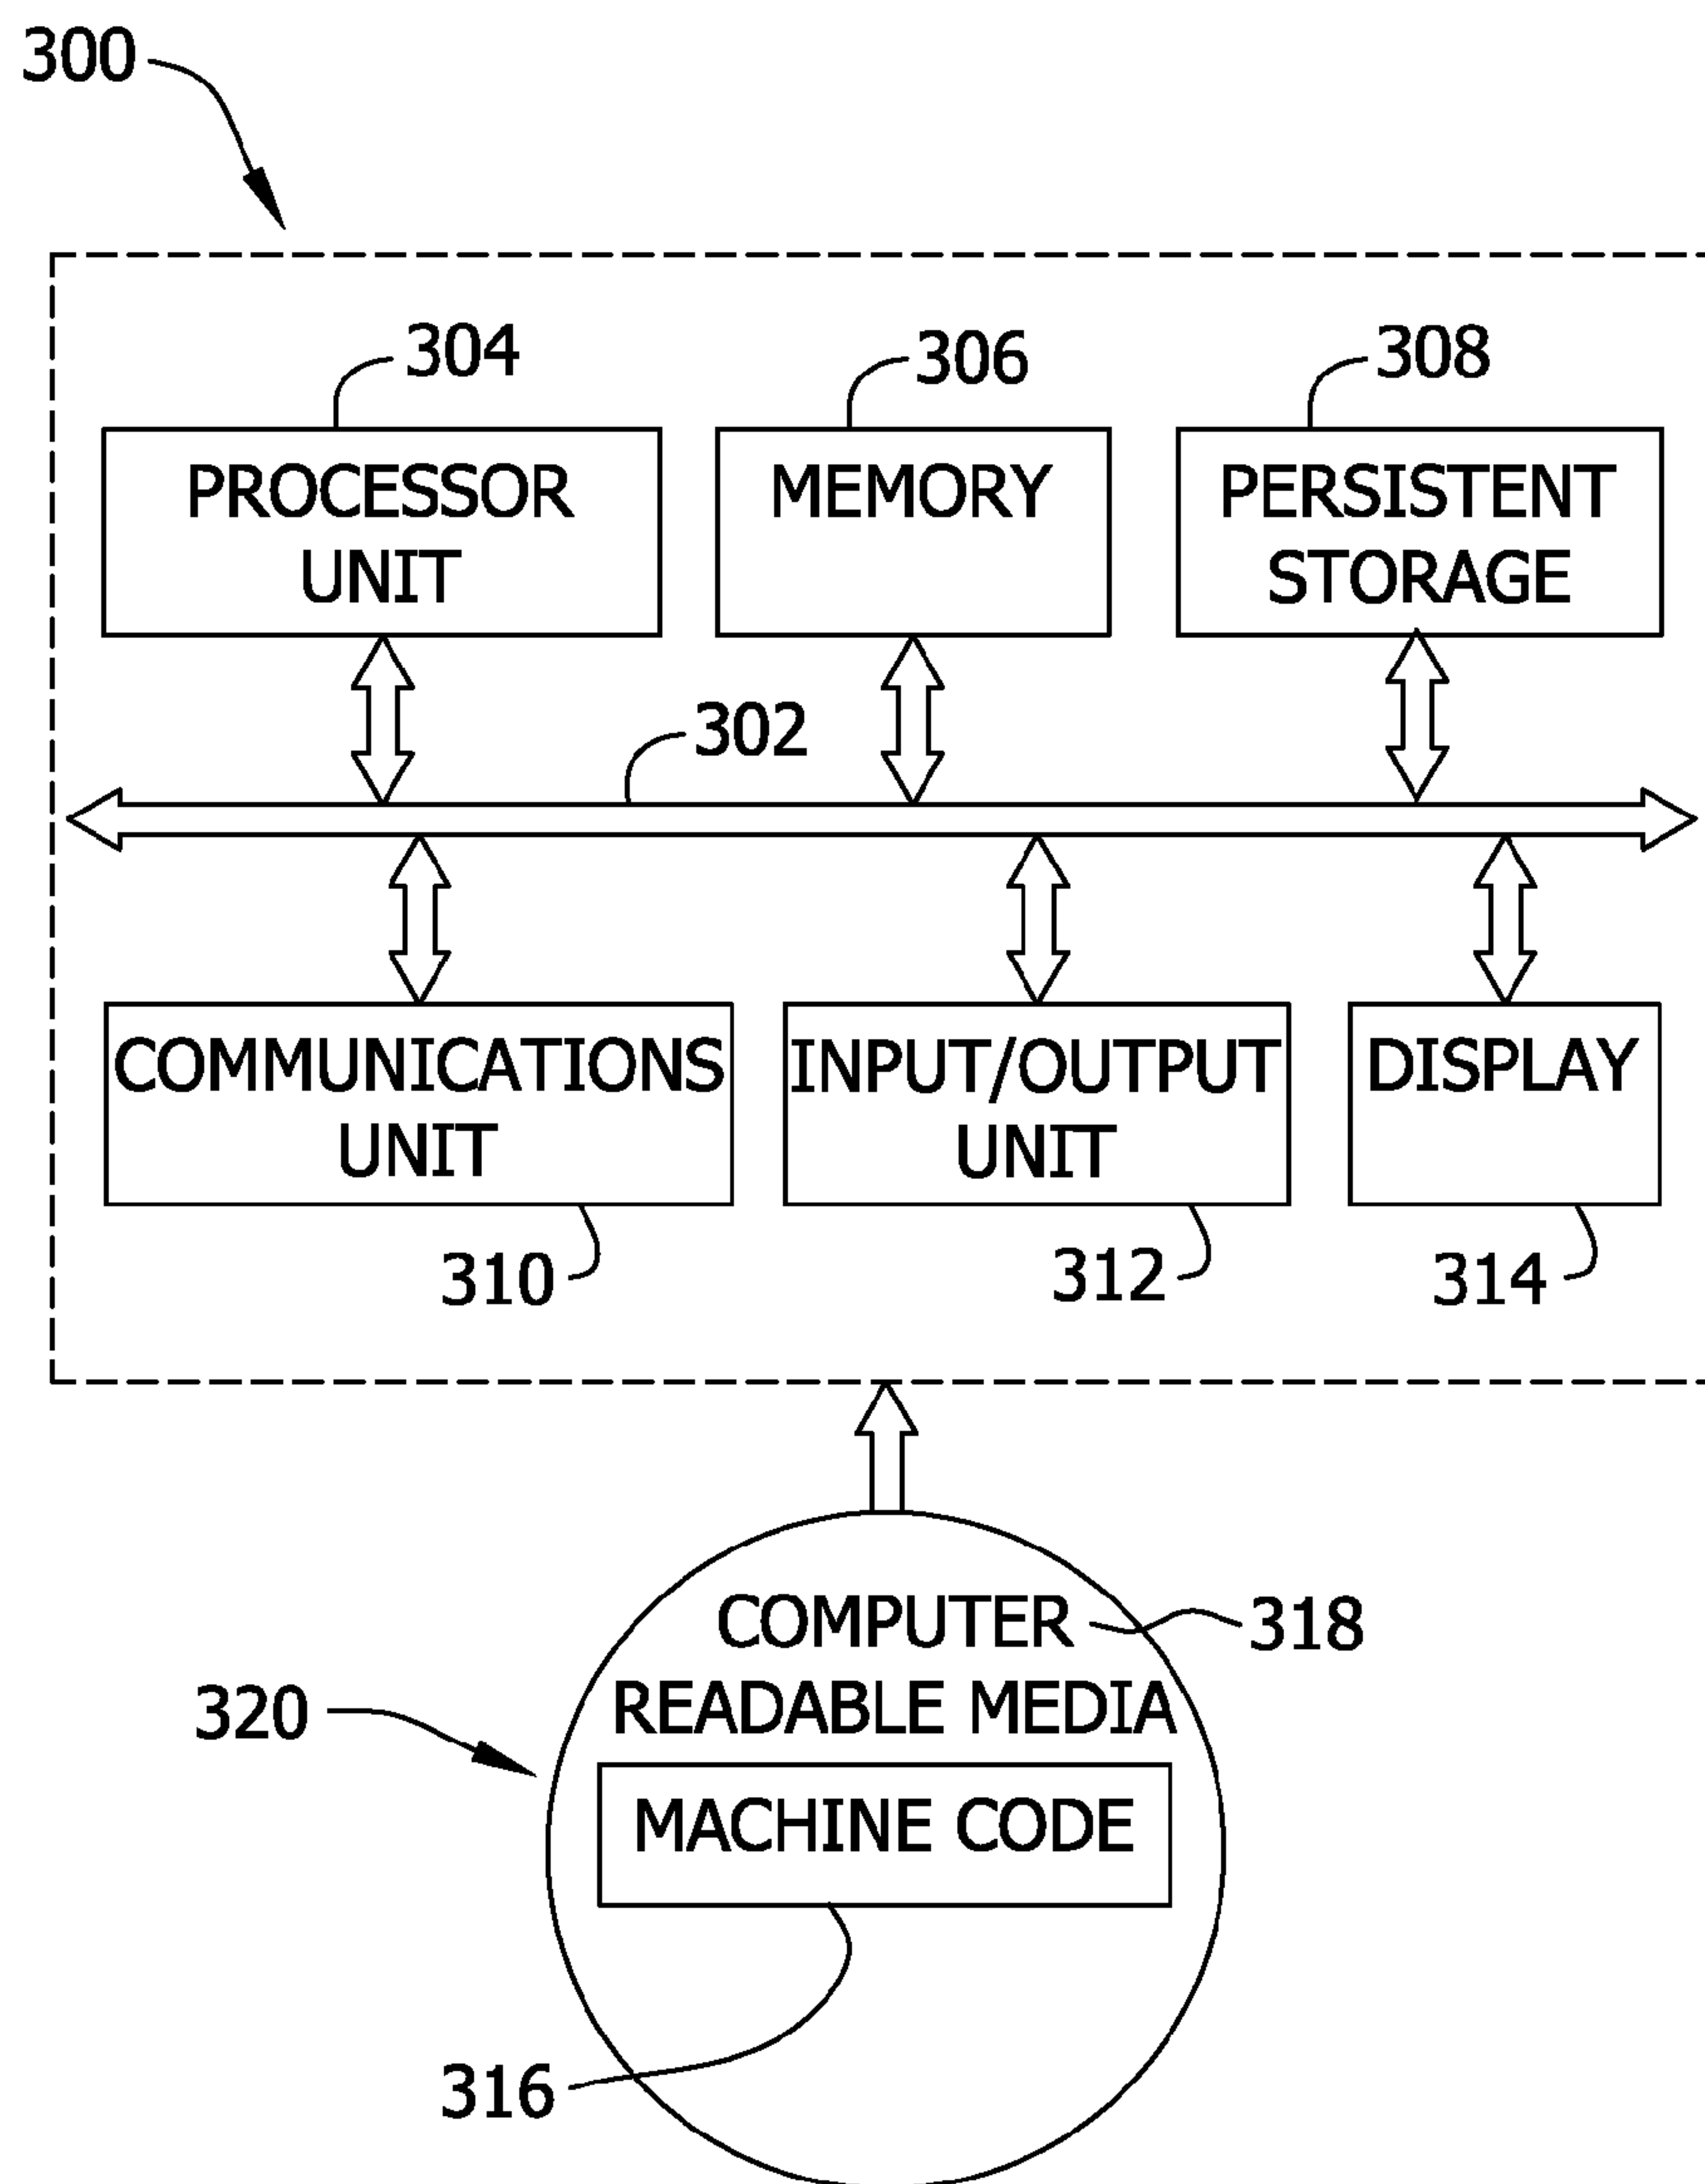 300
304
306
308
PROCESSOR
UNIT
MEMORY
PERSISTENT
STORAGE
302
COMMUNICATIONS
UNIT
INPUT/OUTPUT
UNIT
DISPLAY
310
312
314
COMPUTER
READABLE MEDIA
318
320
MACHINE CODE
316